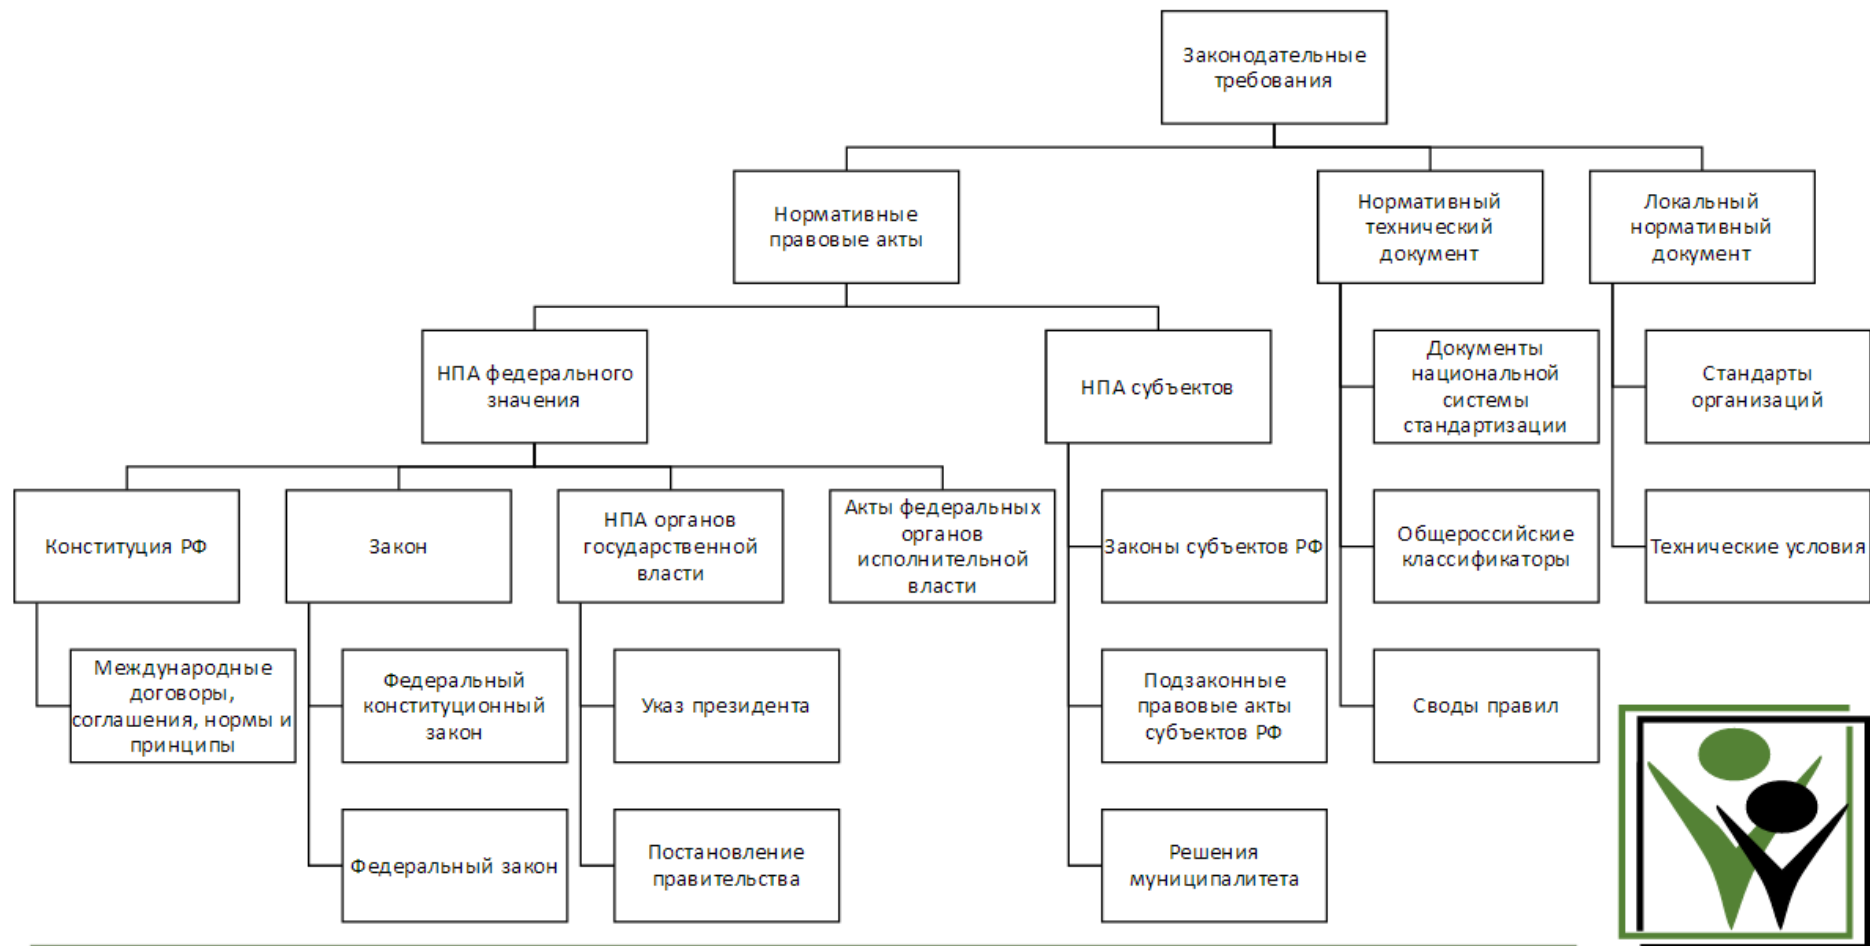 Законодательные
требования
Нормативные
правовые акты
Нормативный
технический
документ
Локальный
нормативный
документ
НПА федерального
значения
НПА субъектов
Документы
национальной
системы
стандартизации
Стандарты
организаций
Конституция РФ
Закон
НПА органов
государственной
власти
Акты федеральных
органов
исполнительной
власти
Законы субъектов РФ
Общероссийские
классификаторы
Технические условия
Международные
договоры,
соглашения, нормы и
принципы
Федеральный
конституционный
закон
Указ президента
Подзаконные
правовые акты
субъектов РФ
Своды правил
Федеральный закон
Постановление
правительства
Решения
муниципалитета